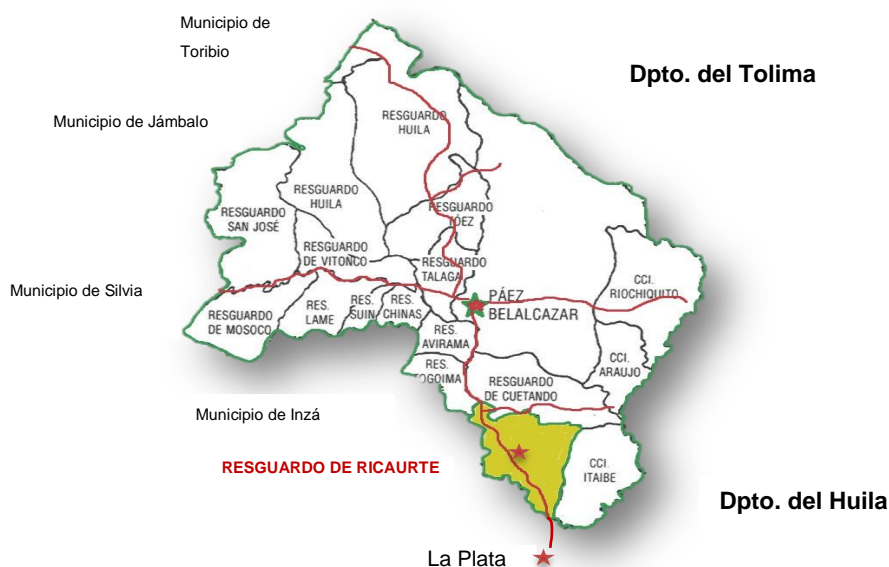 Municipio de
Toribio
Dpto. del Tolima
Municipio de Jámbalo
RESGUARDO
HUILA
RESGUARDO
HUILA
RESGUARDO
SAN JOSÉ
RESGUARDO
TÓEZ
RESGUARDO
DE VITONCO
RESGUARDO
TALAGA
CCI.
RIOCHIQUITO
Municipio de Silvia
RESGUARDO
DE MOSOCO
RES.
LAME
RES.
SUIN
RES.
CHINAS
PÁEZ
BELALCAZAR
RES.
AVIRAMA
CCI.
ARAUJO
RES.
TOGOIMA
RESGUARDO
DE CUETANDO
Municipio de Inzá
RESGUARDO DE RICAURTE
CCI.
ITAIBE
Dpto. del Huila
La Plata